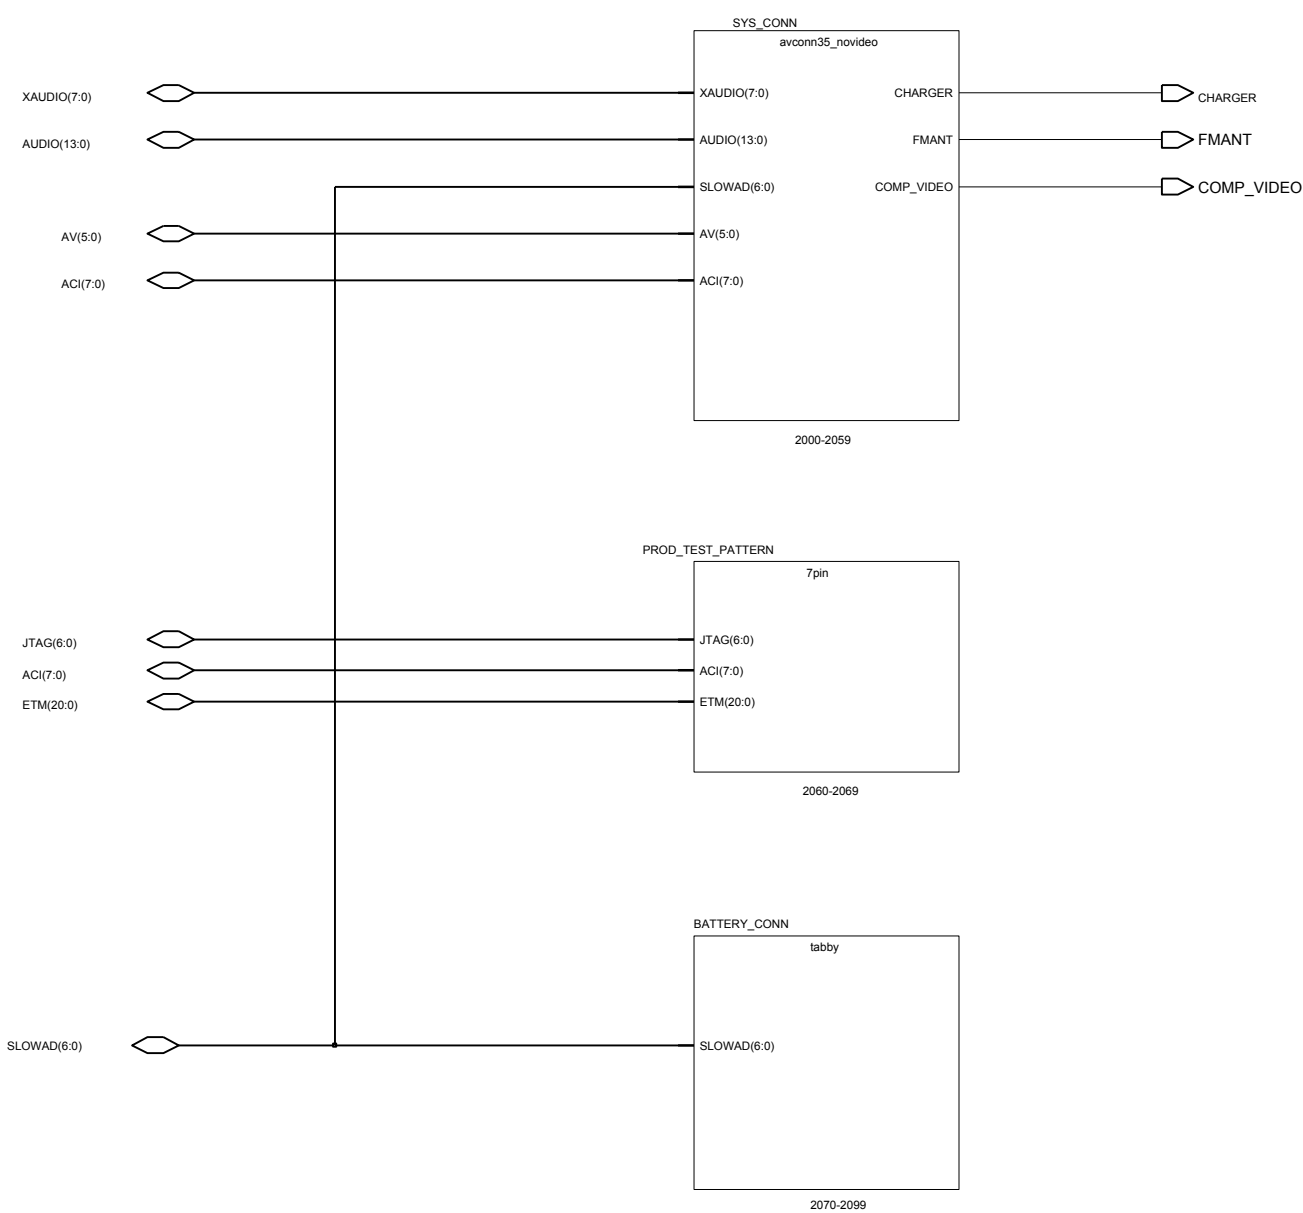 SYS_CONN
avconn35_novideo
XAUDIO(7:0) XAUDIO(7:0) CHARGER CHARGER
AUDIO(13:0) AUDIO(13:0) FMANT FMANT
SLOWAD(6:0) COMP_VIDEO COMP_VIDEO
AV(5:0) AV(5:0)
ACI(7:0) ACI(7:0)
2000-2059
PROD_TEST_PATTERN
7pin
JTAG(6:0) JTAG(6:0)
ACI(7:0) ACI(7:0)
ETM(20:0) ETM(20:0)
2060-2069
BATTERY_CONN
tabby
SLOWAD(6:0) SLOWAD(6:0)
2070-2099